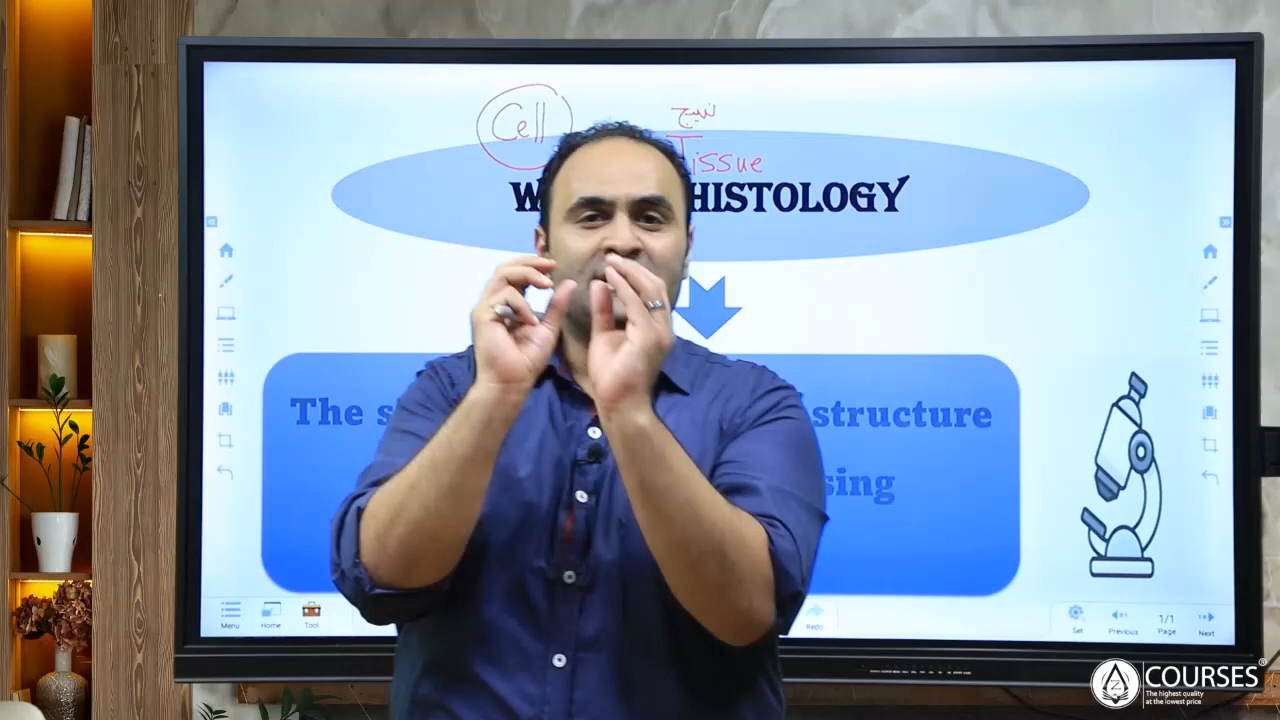 Cell
نسيج
Tissue
W HISTOLOGY
The s structure
sing
Menu
Home
Tool
Redo
Set
Previous
1/1
Page
Next
COURSES®
The highest quality
at the lowest price